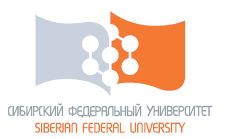 СИБИРСКИЙ ФЕДЕРАЛЬНЫЙ УНИВЕРСИТЕТ
SIBERIAN FEDERAL UNIVERSITY